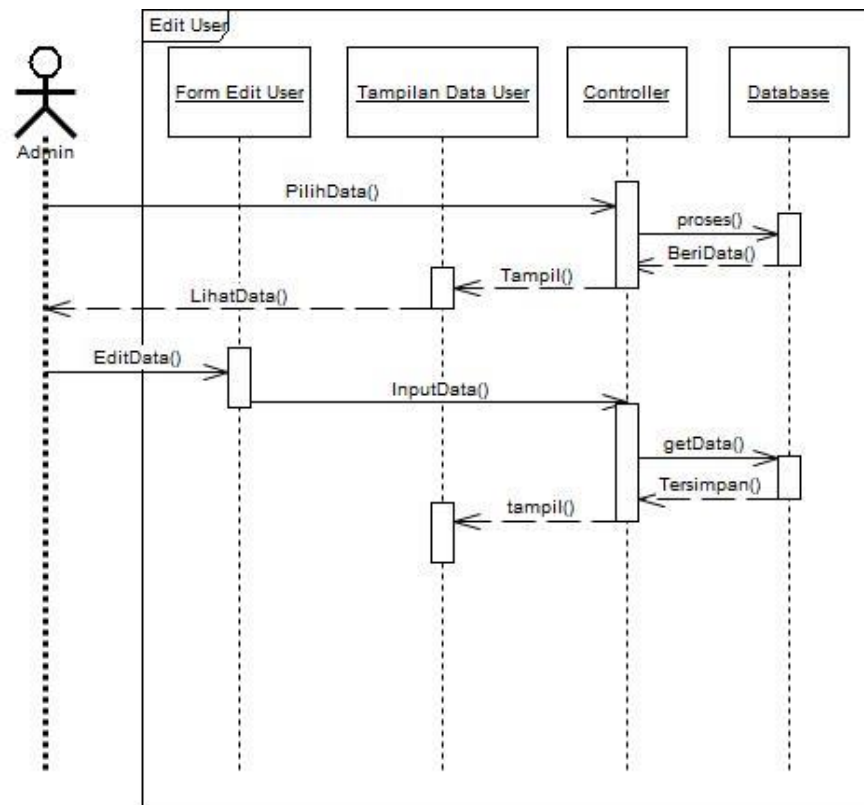 Edit User
Form Edit User
Tampilan Data User
Controller
Database
Admin
PilihData()
proses()
BeriData()
Tampil()
LihatData()
EditData()
InputData()
getData()
Tersimpan()
tampil()